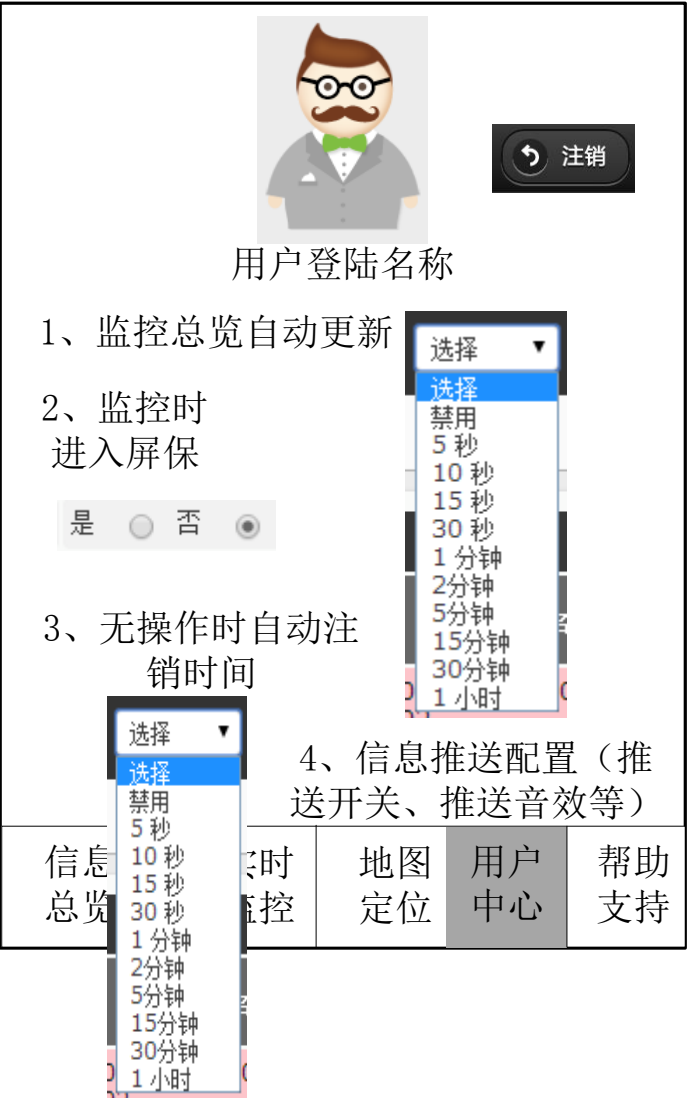 注销
用户登陆名称
1、监控总览自动更新
选择
选择
禁用
5 秒
10 秒
15 秒
30 秒
1 分钟
2分钟
5分钟
15分钟
30分钟
1 小时
2、监控时
进入屏保
是 否
3、无操作时自动注
销时间
选择
选择
禁用
5 秒
10 秒
15 秒
30 秒
1 分钟
2分钟
5分钟
15分钟
30分钟
1 小时
4、信息推送配置（推
送开关、推送音效等）
信息
总览
时
监控
地图
定位
用户
中心
帮助
支持